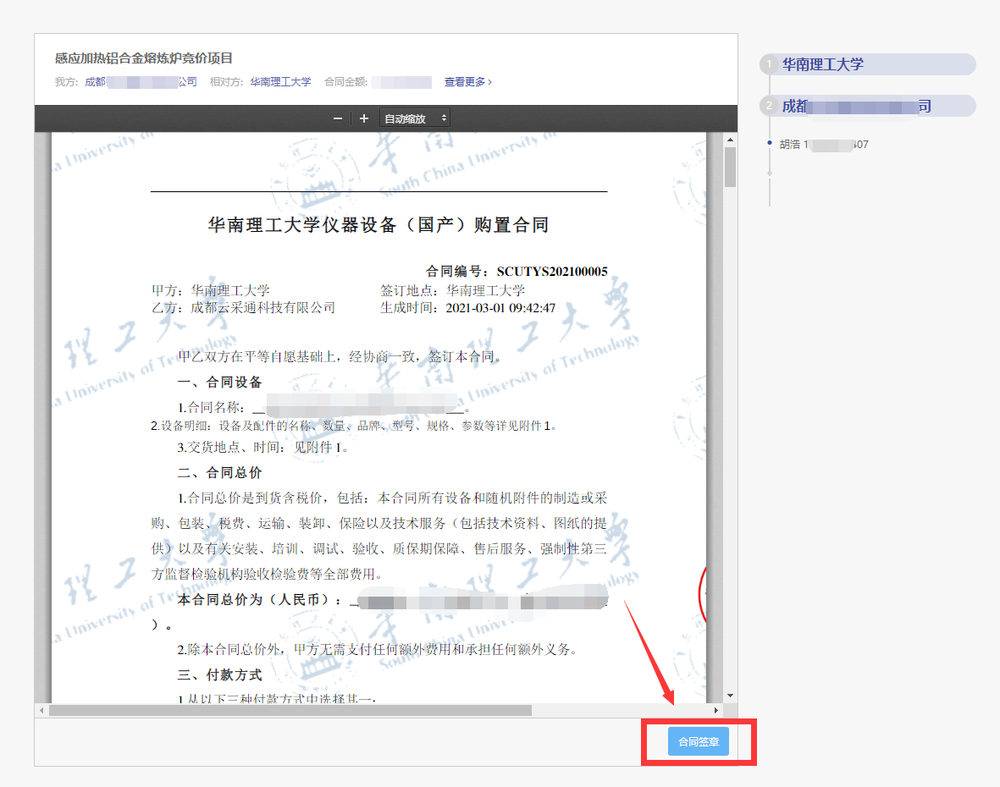 感应加热铝合金熔炼炉竞价项目
我方: 成都 公司 相对方: 华南理工大学 合同金额: 查看更多 >
1 华南理工大学
2 成都 司
胡浩 1 407
− + 自动缩放
华南理工大学仪器设备（国产）购置合同
合同编号：SCUTYS202100005
甲方：华南理工大学 签订地点：华南理工大学
乙方：成都云采通科技有限公司 生成时间：2021-03-01 09:42:47
甲乙双方在平等自愿基础上，经协商一致，签订本合同。
一、合同设备
1.合同名称： 。
2.设备明细：设备及配件的名称、数量、品牌、型号、规格、参数等详见附件 1。
3.交货地点、时间：见附件 1。
二、合同总价
1.合同总价是到货含税价，包括：本合同所有设备和随机附件的制造或采
购、包装、税费、运输、装卸、保险以及技术服务（包括技术资料、图纸的提
供）以及有关安装、培训、调试、验收、质保期保障、售后服务、强制性第三
方监督检验机构验收检验费等全部费用。
本合同总价为（人民币）：
）。
2.除本合同总价外，甲方无需支付任何额外费用和承担任何额外义务。
三、付款方式
1.从以下三种付款方式中选择其一：
合同签章